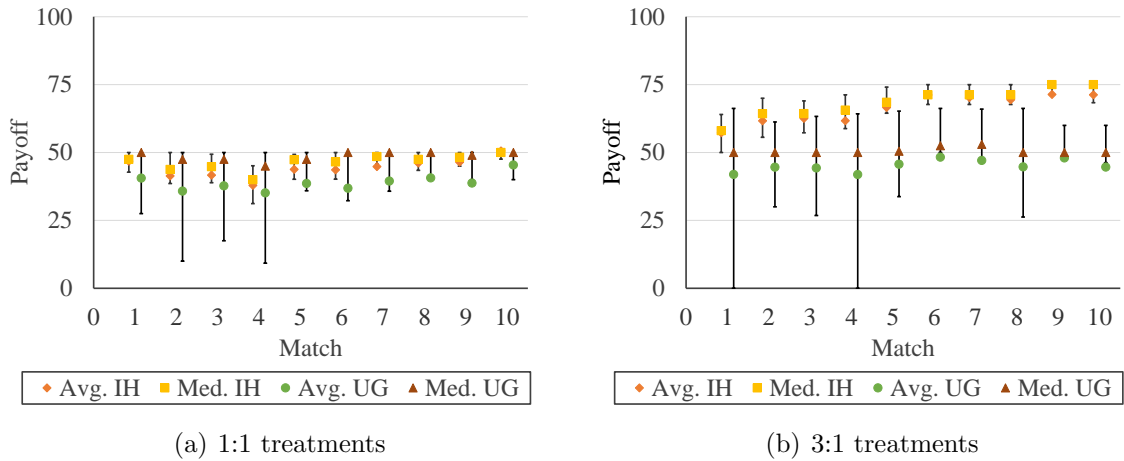 100
75
50
25
0
Payoff
0 1 2 3 4 5 6 7 8 9 10
Match
Avg. IH Med. IH Avg. UG Med. UG
(a) 1:1 treatments
100
75
50
25
0
Payoff
0 1 2 3 4 5 6 7 8 9 10
Match
Avg. IH Med. IH Avg. UG Med. UG
(b) 3:1 treatments